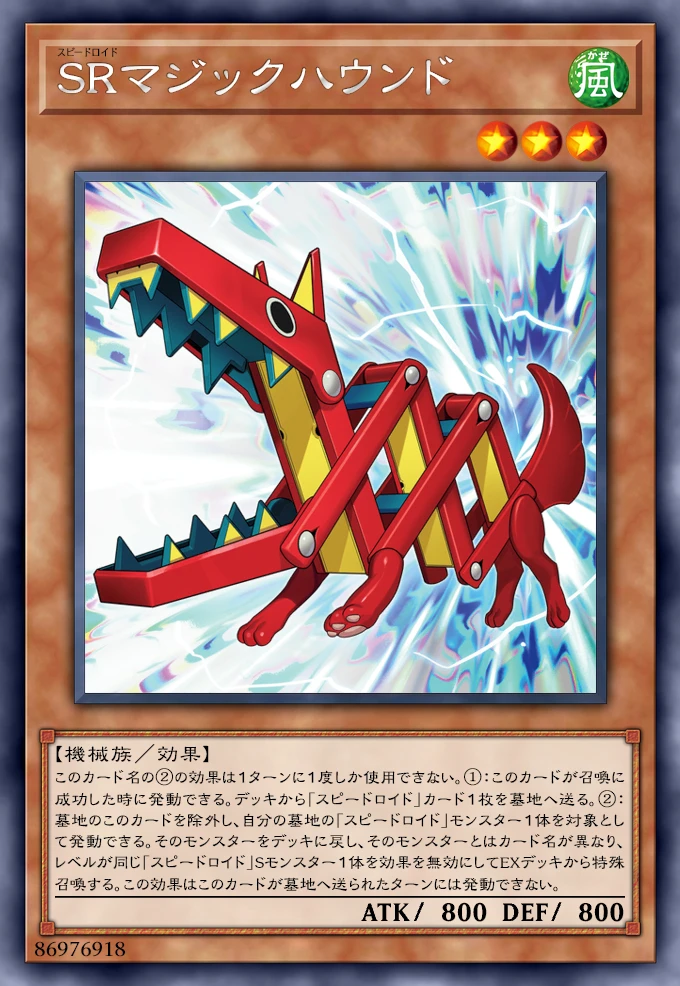 スピードロイド
SRマジックハウンド
かぜ
風
【機械族／効果】
このカード名の②の効果は1ターンに1度しか使用できない。①：このカードが召喚に
成功した時に発動できる。デッキから「スピードロイド」カード1枚を墓地へ送る。②：
墓地のこのカードを除外し、自分の墓地の「スピードロイド」モンスター1体を対象とし
て発動できる。そのモンスターをデッキに戻し、そのモンスターとはカード名が異なり、
レベルが同じ「スピードロイド」Sモンスター1体を効果を無効にしてEXデッキから特殊
召喚する。この効果はこのカードが墓地へ送られたターンには発動できない。
ATK/ 800 DEF/ 800
86976918